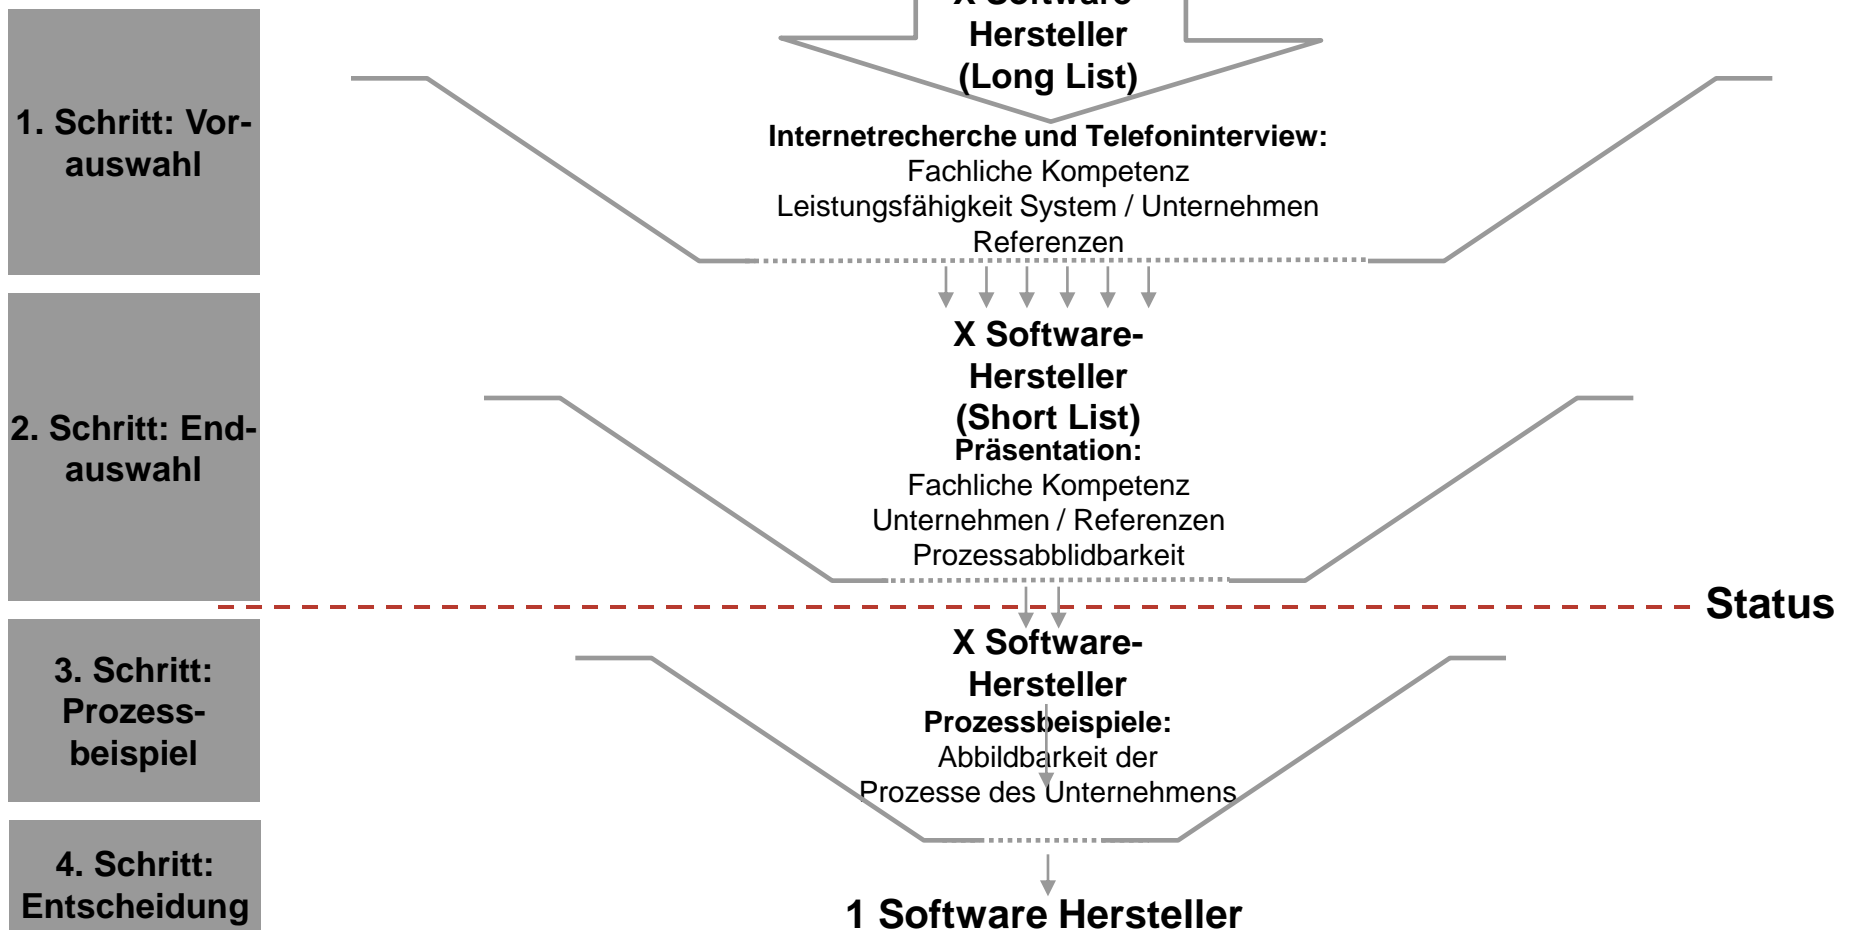 X Software-
Hersteller
(Long List)
1. Schritt: Vor-
auswahl
Internetrecherche und Telefoninterview:
Fachliche Kompetenz
Leistungsfähigkeit System / Unternehmen
Referenzen
2. Schritt: End-
auswahl
X Software-
Hersteller
(Short List)
Präsentation:
Fachliche Kompetenz
Unternehmen / Referenzen
Prozessabblidbarkeit
Status
3. Schritt:
Prozess-
beispiel
X Software-
Hersteller
Prozessbeispiele:
Abbildbarkeit der
Prozesse des Unternehmens
4. Schritt:
Entscheidung
1 Software Hersteller